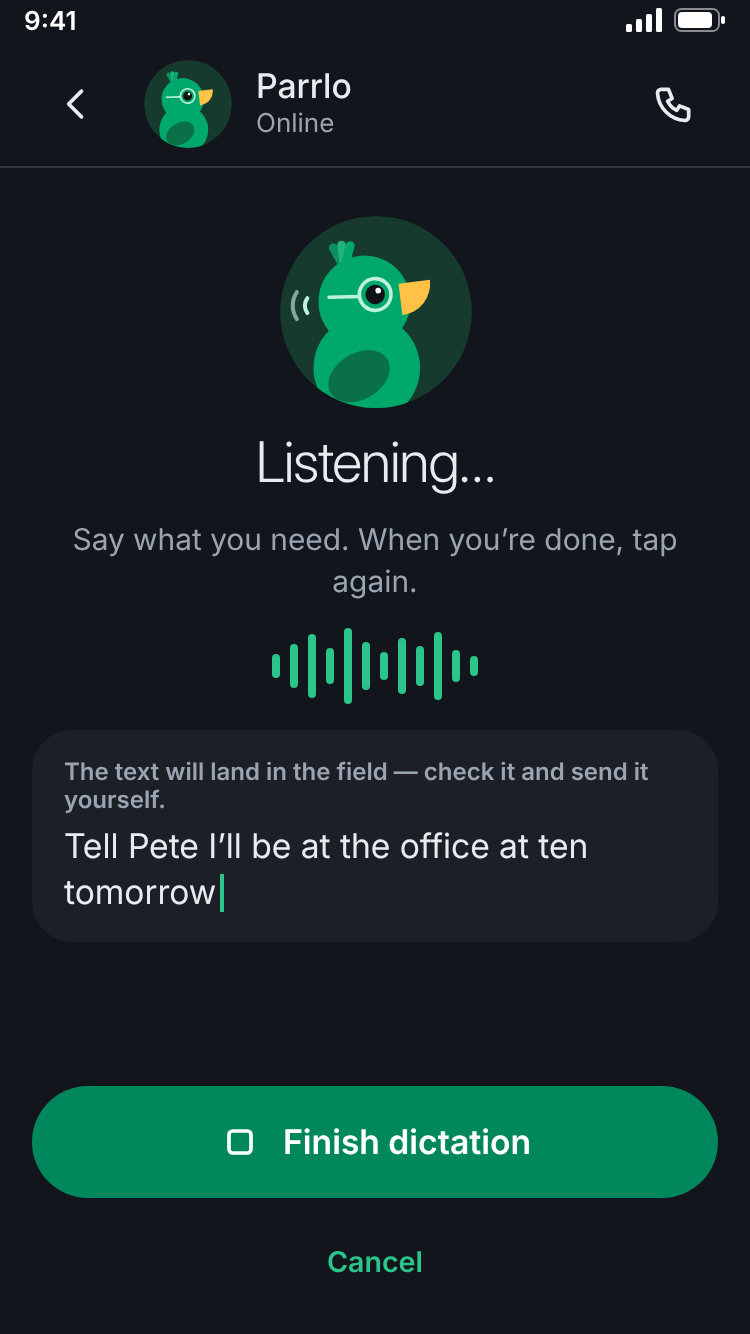 9:41
Parrlo
Online
Listening...
Say what you need. When you’re done, tap
again.
The text will land in the field — check it and send it
yourself.
Tell Pete I’ll be at the office at ten
tomorrow
Finish dictation
Cancel